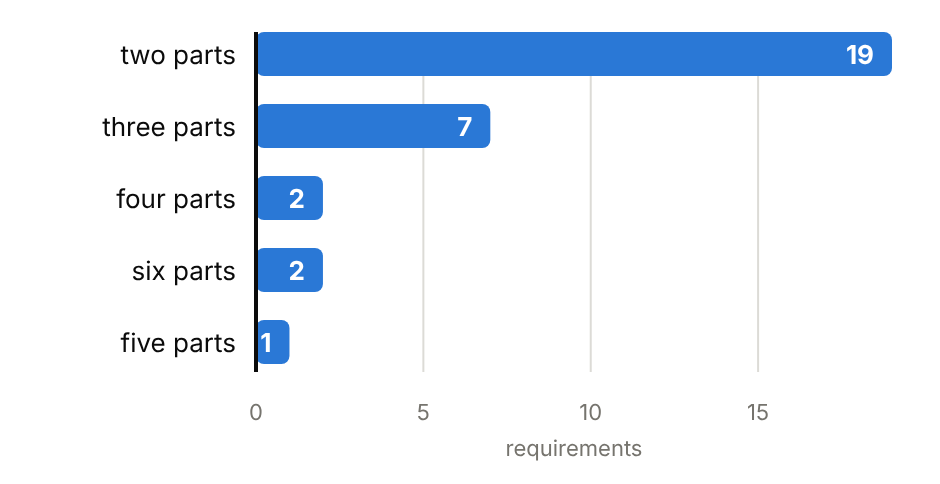 two parts 19
three parts 7
four parts 2
six parts 2
five parts 1
0 5 10 15
requirements